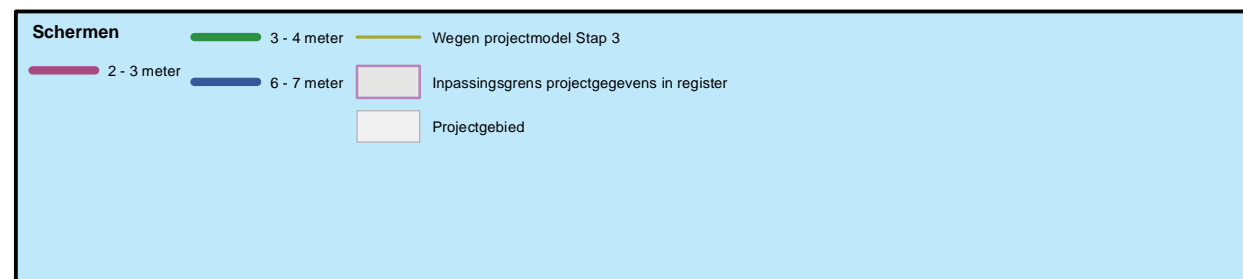 Schermen
2 - 3 meter
3 - 4 meter
6 - 7 meter
Wegen projectmodel Stap 3
Inpassingsgrens projectgegevens in register
Projectgebied